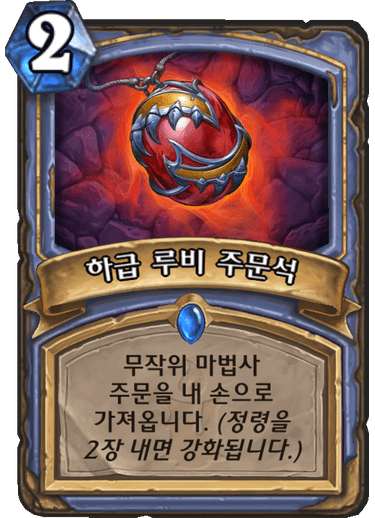 2
하급 루비 주문석
무작위 마법사
주문을 내 손으로
가져옵니다. (정령을
2장 내면 강화됩니다.)